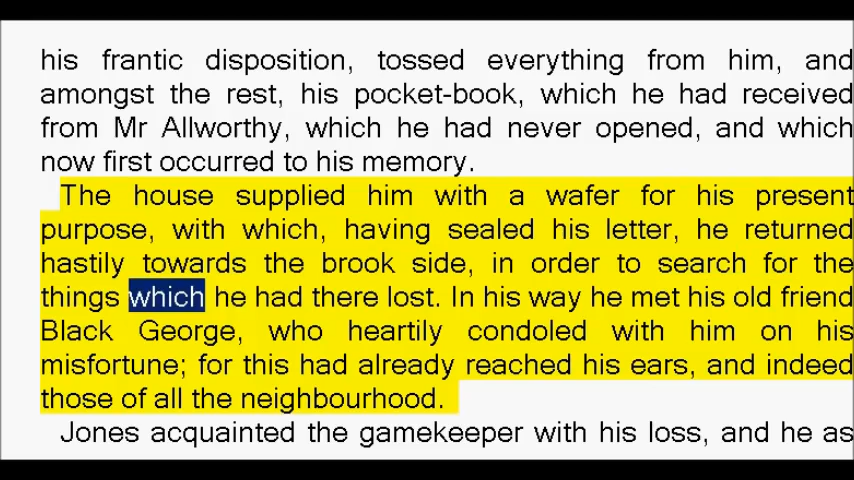 his frantic disposition, tossed everything from him, and
amongst the rest, his pocket-book, which he had received
from Mr Allworthy, which he had never opened, and which
now first occurred to his memory.
The house supplied him with a wafer for his present
purpose, with which, having sealed his letter, he returned
hastily towards the brook side, in order to search for the
things which he had there lost. In his way he met his old friend
Black George, who heartily condoled with him on his
misfortune; for this had already reached his ears, and indeed
those of all the neighbourhood.
Jones acquainted the gamekeeper with his loss, and he as